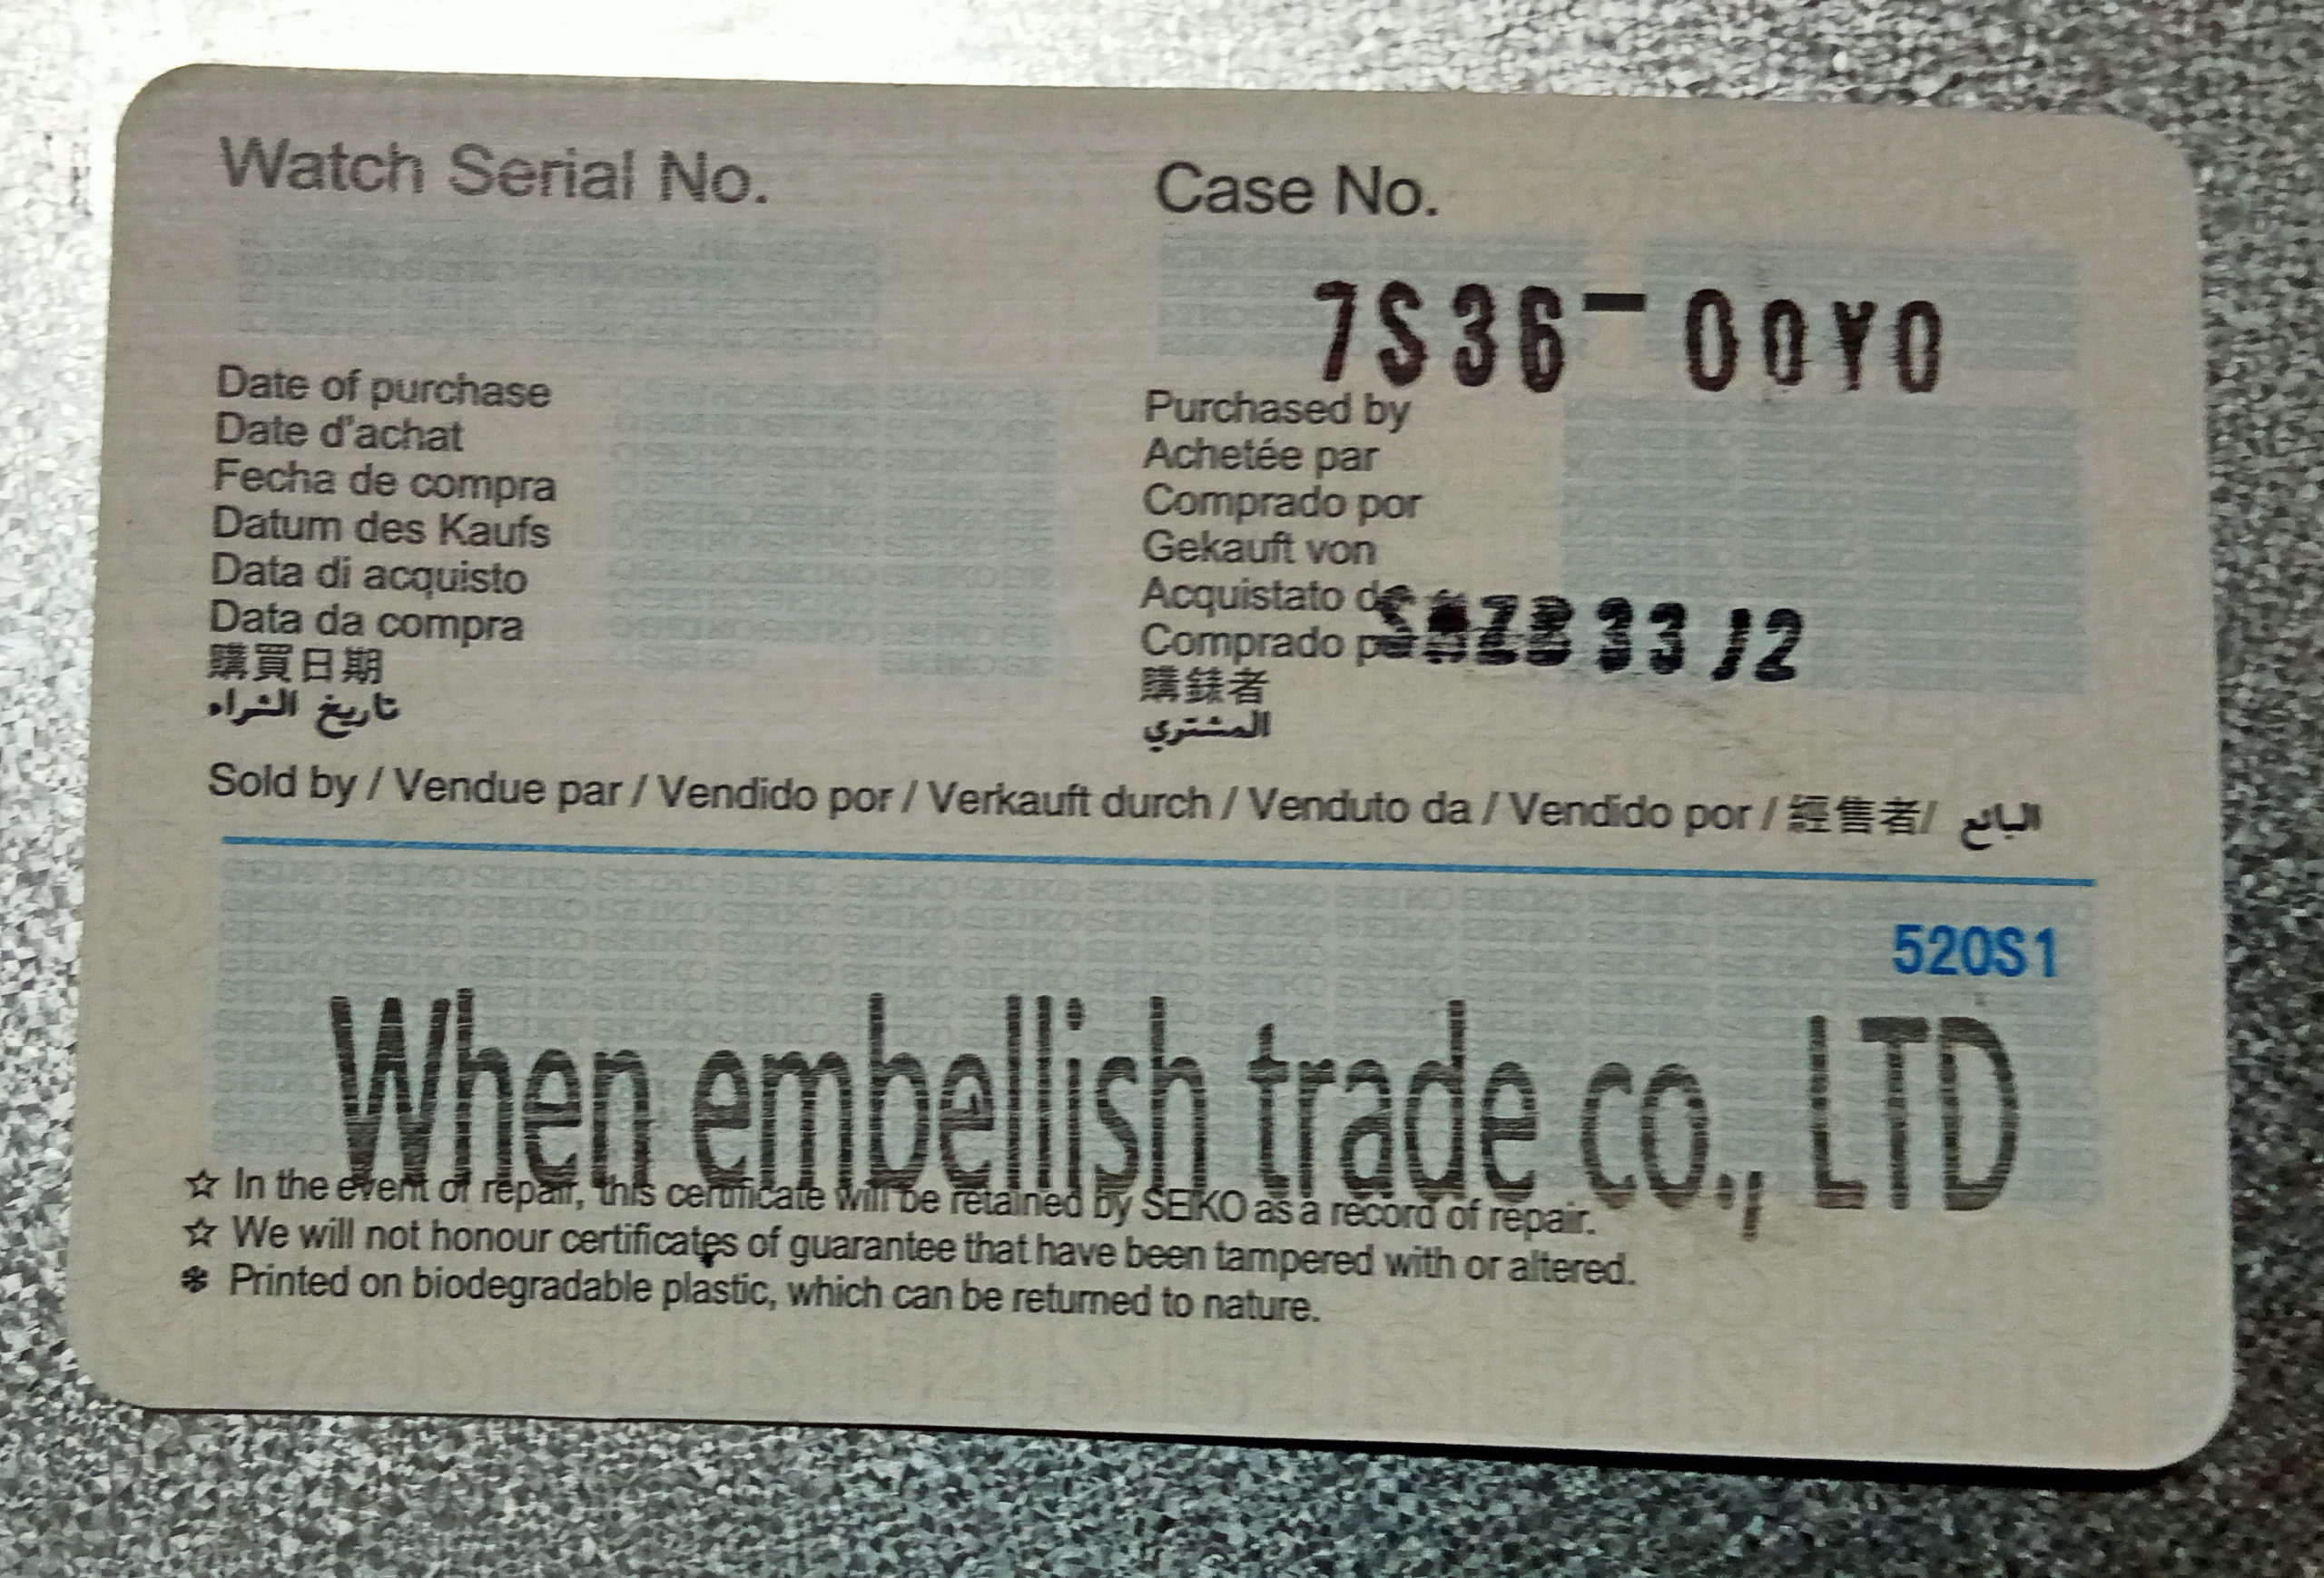 Watch Serial No.
Case No.
7S36-00Y0
Date of purchase
Date d'achat
Fecha de compra
Datum des Kaufs
Data di acquisto
Data da compra
購買日期
تاريخ الشراء
Purchased by
Achetée par
Comprado por
Gekauft von
Acquistato
Comprado
33J2
者
المشتري
Sold by / Vendue par / Vendido por / Verkauft durch / Venduto da / Vendido por / 經售者/ البائع
520S1
When embellish trade co., LTD
☆ In the event of repair, this certificate will be retained by SEIKO as a record of repair.
☆ We will not honour certificates of guarantee that have been tampered with or altered.
✽ Printed on biodegradable plastic, which can be returned to nature.